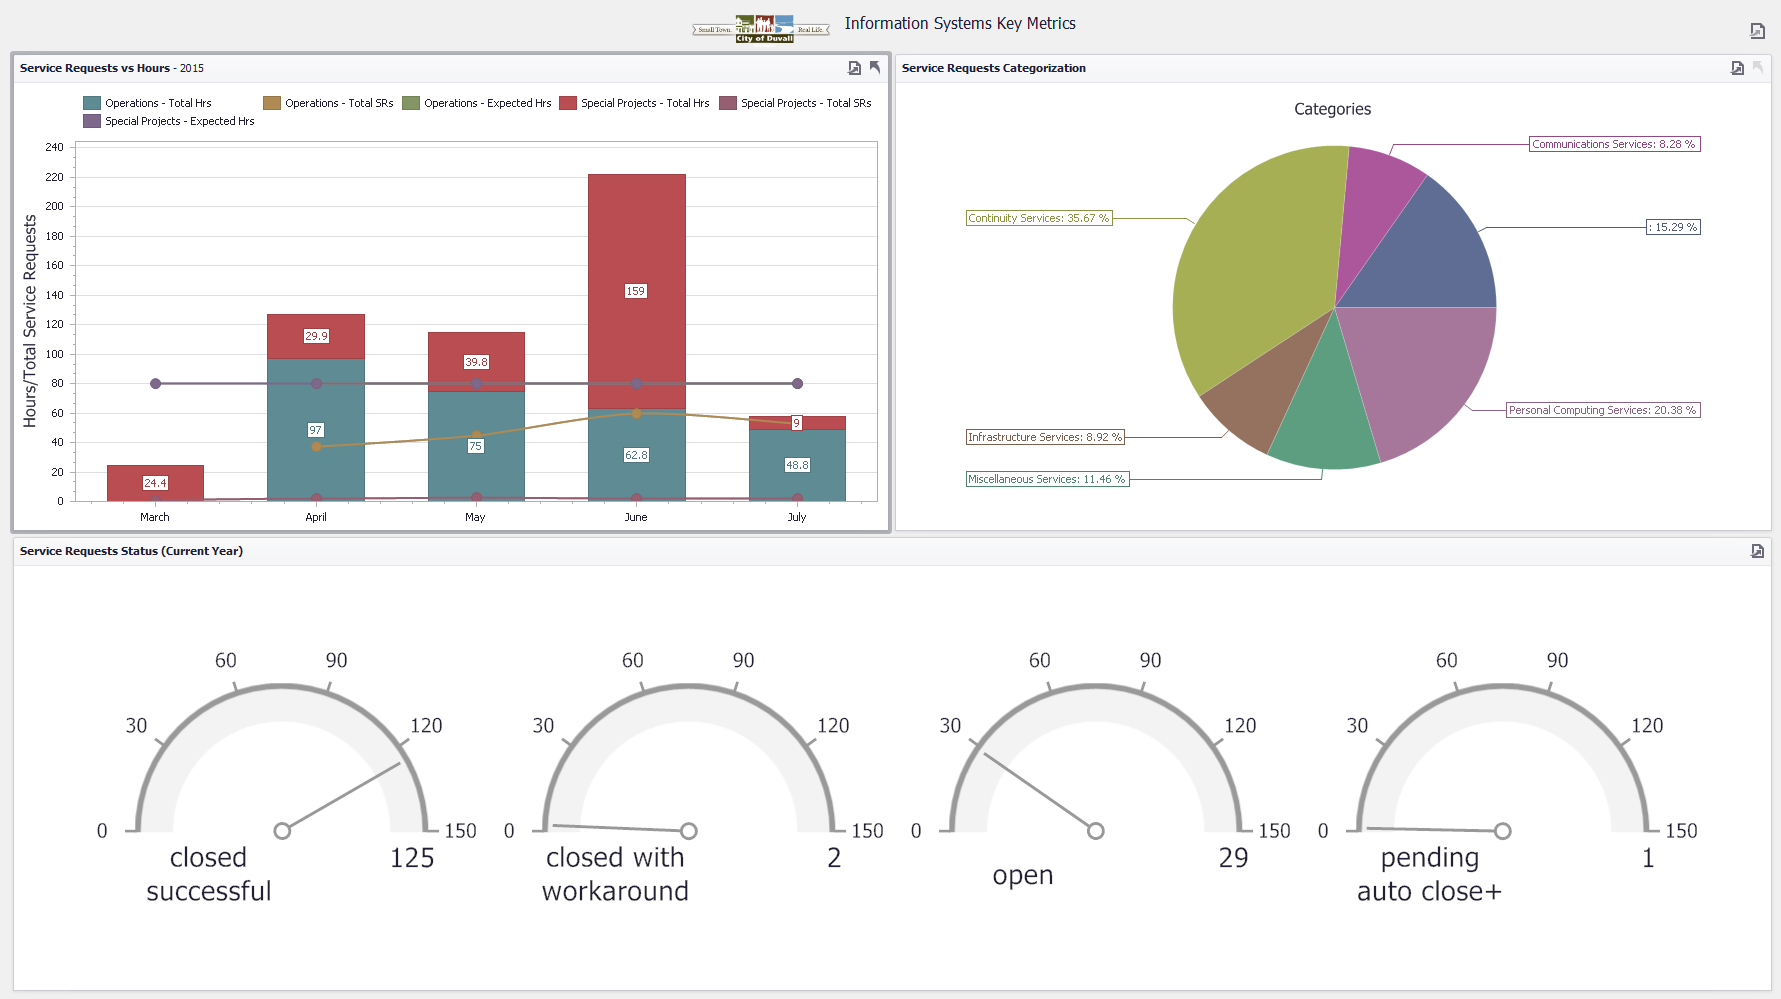 Small Town.
Real Life.
City of Duvall
Information Systems Key Metrics
Service Requests vs Hours - 2015
Operations - Total Hrs
Operations - Total SRs
Operations - Expected Hrs
Special Projects - Total Hrs
Special Projects - Total SRs
Special Projects - Expected Hrs
Hours/Total Service Requests
240
220
200
180
160
140
120
100
80
60
40
20
0
24.4
29.9
97
39.8
75
159
62.8
9
48.8
March
April
May
June
July
Service Requests Categorization
Categories
Communications Services: 8.28 %
: 15.29 %
Continuity Services: 35.67 %
Personal Computing Services: 20.38 %
Infrastructure Services: 8.92 %
Miscellaneous Services: 11.46 %
Service Requests Status (Current Year)
0
30
60
90
120
150
closed
successful
125
0
30
60
90
120
150
closed with
workaround
2
0
30
60
90
120
150
open
29
0
30
60
90
120
150
pending
auto close+
1